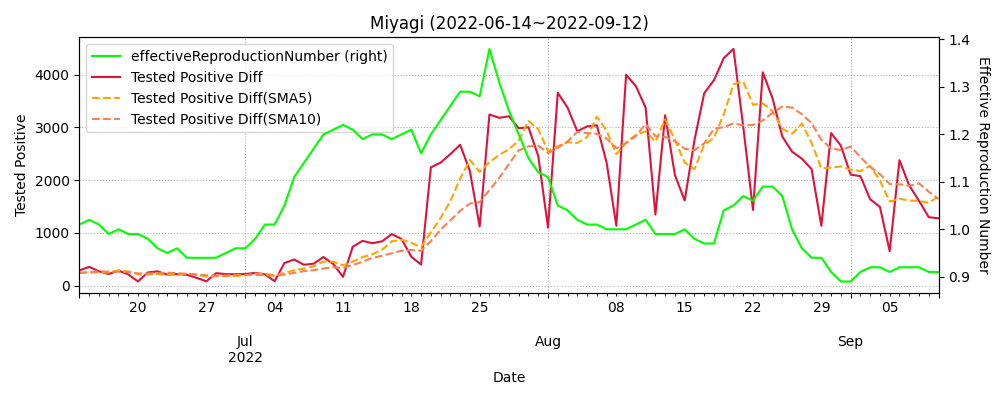 Miyagi (2022-06-14~2022-09-12)
effectiveReproductionNumber (right)
Tested Positive Diff
Tested Positive Diff(SMA5)
Tested Positive Diff(SMA10)
Tested Positive
4000
3000
2000
1000
0
Effective Reproduction Number
1.4
1.3
1.2
1.1
1.0
0.9
20 27 04 11 18 25 08 15 22 29 05
Jul Aug Sep
2022
Date